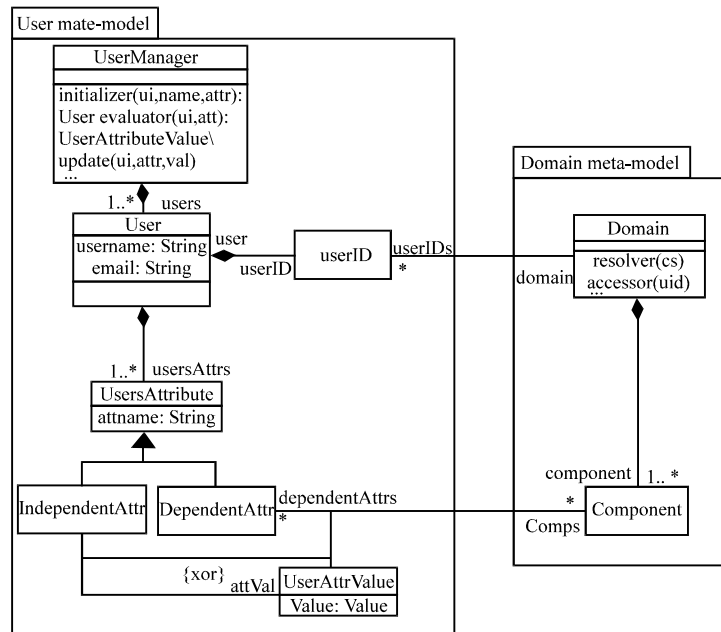 User mate-model
UserManager
initializer(ui,name,attr):
User evaluator(ui,att):
UserAttributeValue\
update(ui,attr,val)
...
1..* users
User
username: String
email: String
user
userID
userID
userIDs
*
Domain meta-model
Domain
resolver(cs)
accessor(uid)
...
domain
1..* usersAttrs
UsersAttribute
attname: String
IndependentAttr
DependentAttr
dependentAttrs
*
component 1.. *
*
Comps
Component
{xor}
attVal
UserAttrValue
Value: Value